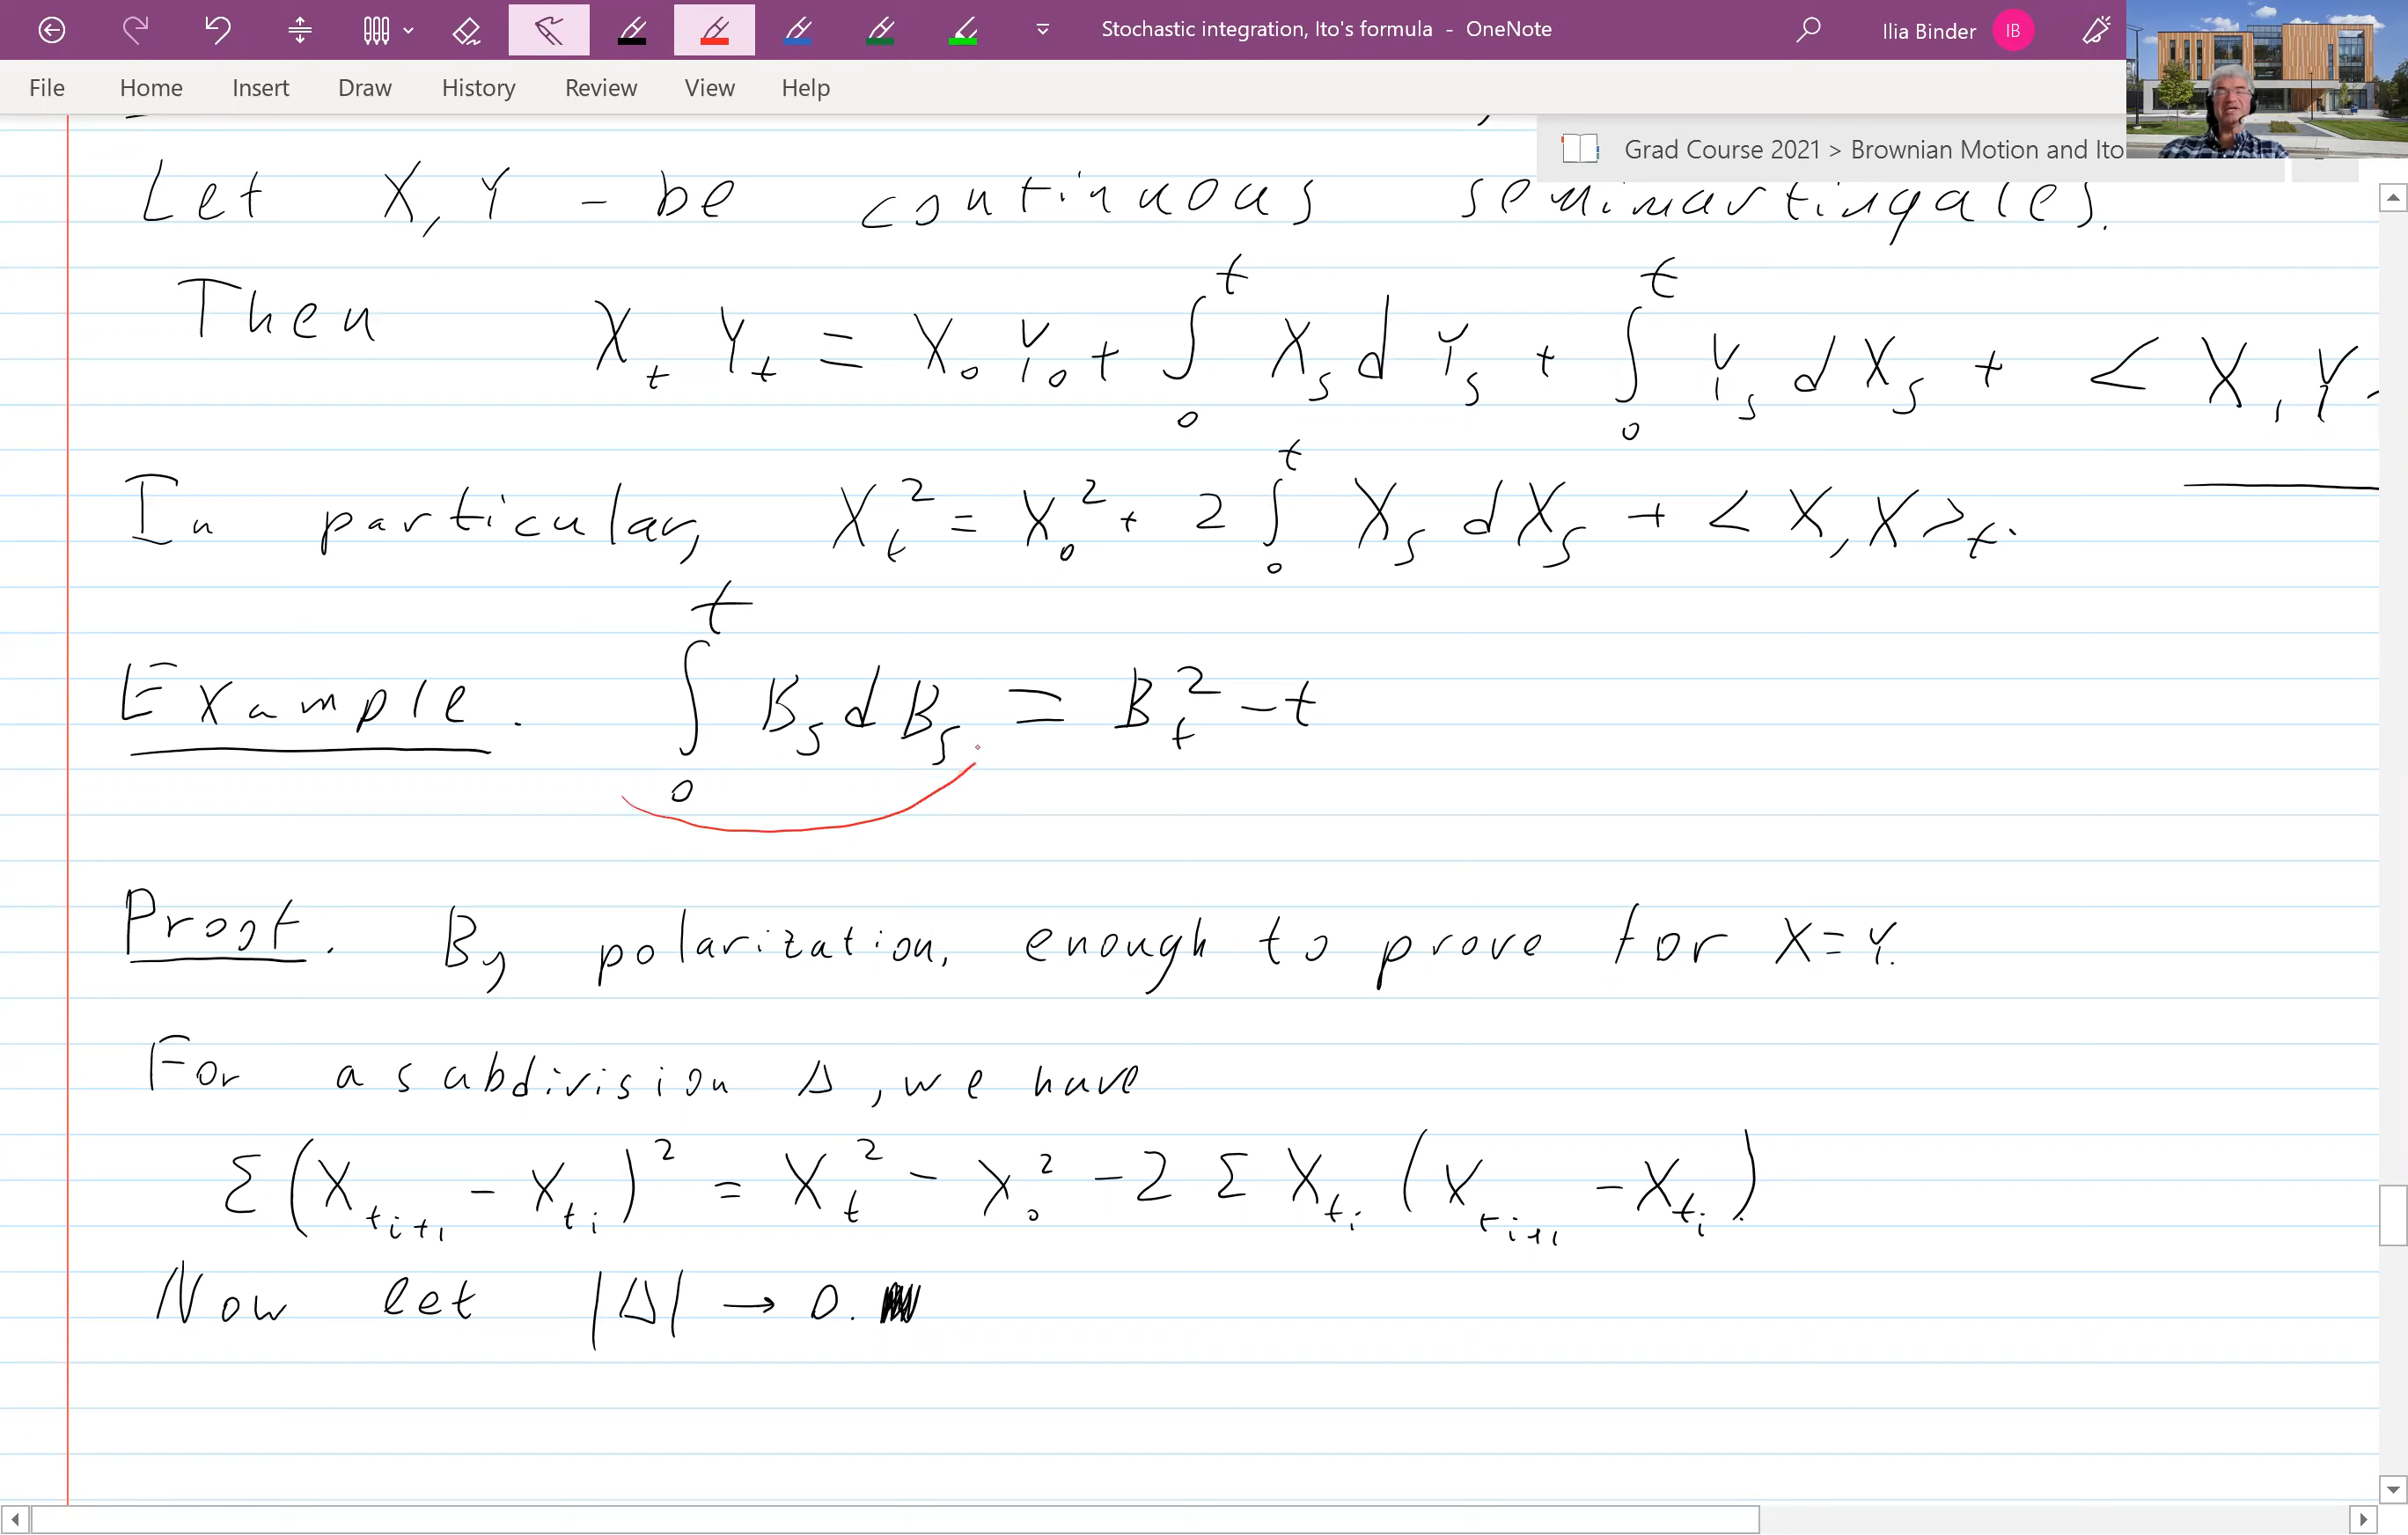 Stochastic integration, Ito's formula - OneNote
Ilia Binder IB
File Home Insert Draw History Review View Help
Grad Course 2021 > Brownian Motion and Ito
Let X, Y - be continuous semimartingales.
Then X_t Y_t = X_0 Y_0 + ∫_0^t X_s d Y_s + ∫_0^t Y_s d X_s + < X, Y
In particular, X_t^2 = X_0^2 + 2 ∫_0^t X_s dX_s + < X, X >_t.
Example. ∫_0^t B_s d B_s = B_t^2 - t
Proof. By polarization, enough to prove for X = Y.
For a subdivision Δ, we have
Σ (X_{t_{i+1}} - X_{t_i})^2 = X_t^2 - X_0^2 - 2 Σ X_{t_i} (X_{t_{i+1}} - X_{t_i})
Now let |Δ| → 0.